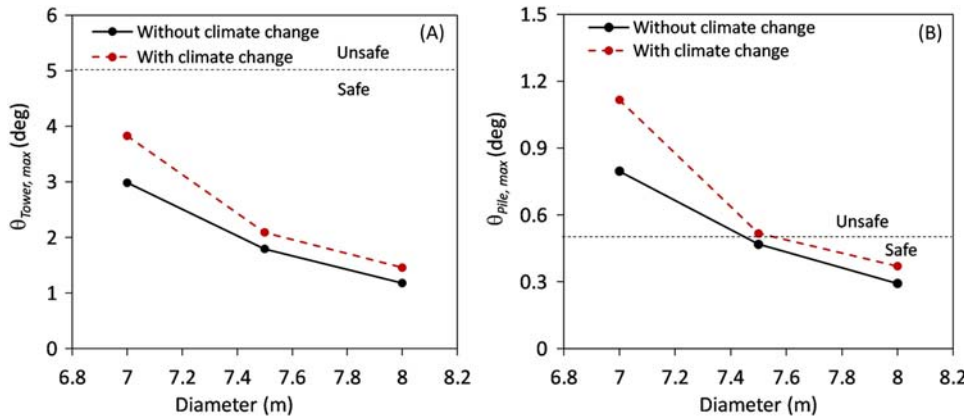 6
5
4
3
2
1
0
θTower, max (deg)
Without climate change
With climate change
(A)
Unsafe
Safe
6.8 7 7.2 7.4 7.6 7.8 8 8.2
Diameter (m)
1.5
1.2
0.9
0.6
0.3
0
θPile, max (deg)
Without climate change
With climate change
(B)
Unsafe
Safe
6.8 7 7.2 7.4 7.6 7.8 8 8.2
Diameter (m)